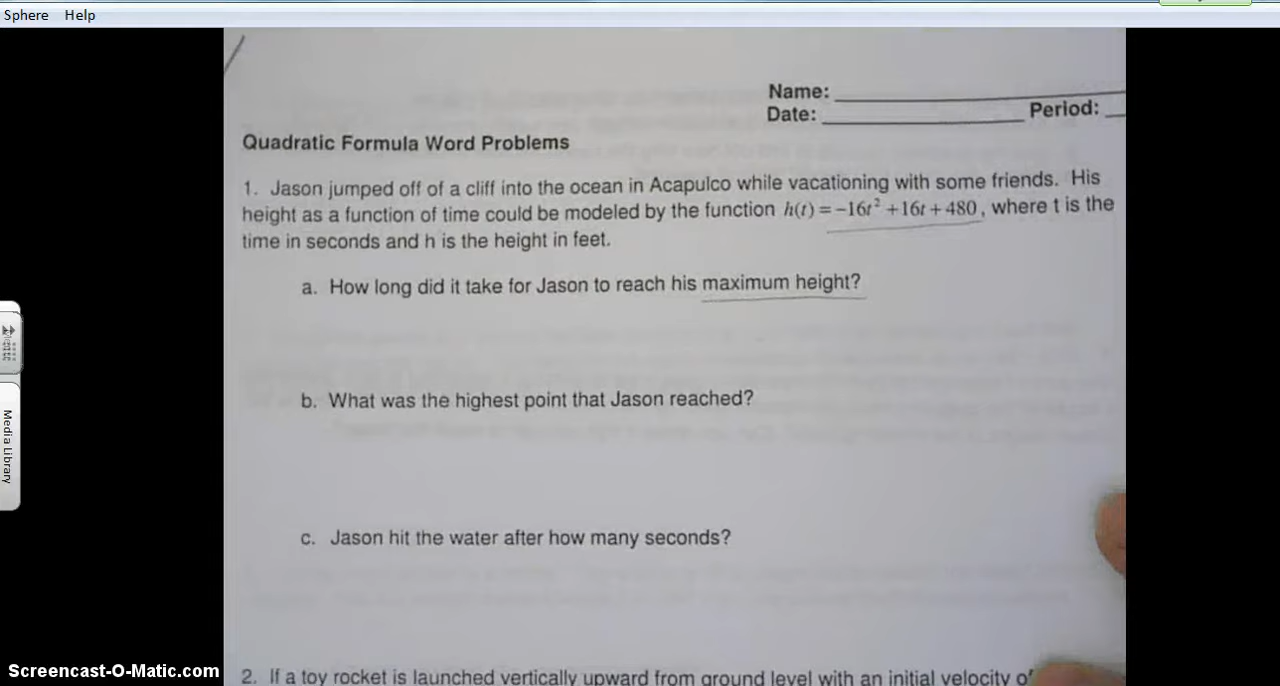 Sphere Help
Name:
Date: Period:
Quadratic Formula Word Problems
1. Jason jumped off of a cliff into the ocean in Acapulco while vacationing with some friends. His
height as a function of time could be modeled by the function h(t) = −16t² +16t + 480, where t is the
time in seconds and h is the height in feet.
a. How long did it take for Jason to reach his maximum height?
b. What was the highest point that Jason reached?
Media Library
c. Jason hit the water after how many seconds?
2. If a toy rocket is launched vertically upward from ground level with an initial velocity of
Screencast-O-Matic.com